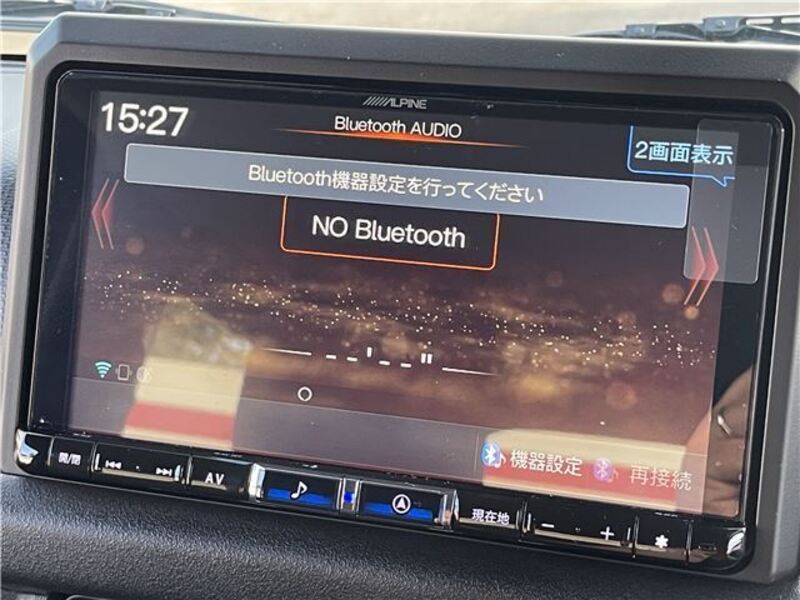 ALPINE
15:27
Bluetooth AUDIO
2画面表示
Bluetooth機器設定を行ってください
NO Bluetooth
--'--"
機器設定
再接続
開/閉
AV
現在地
− +